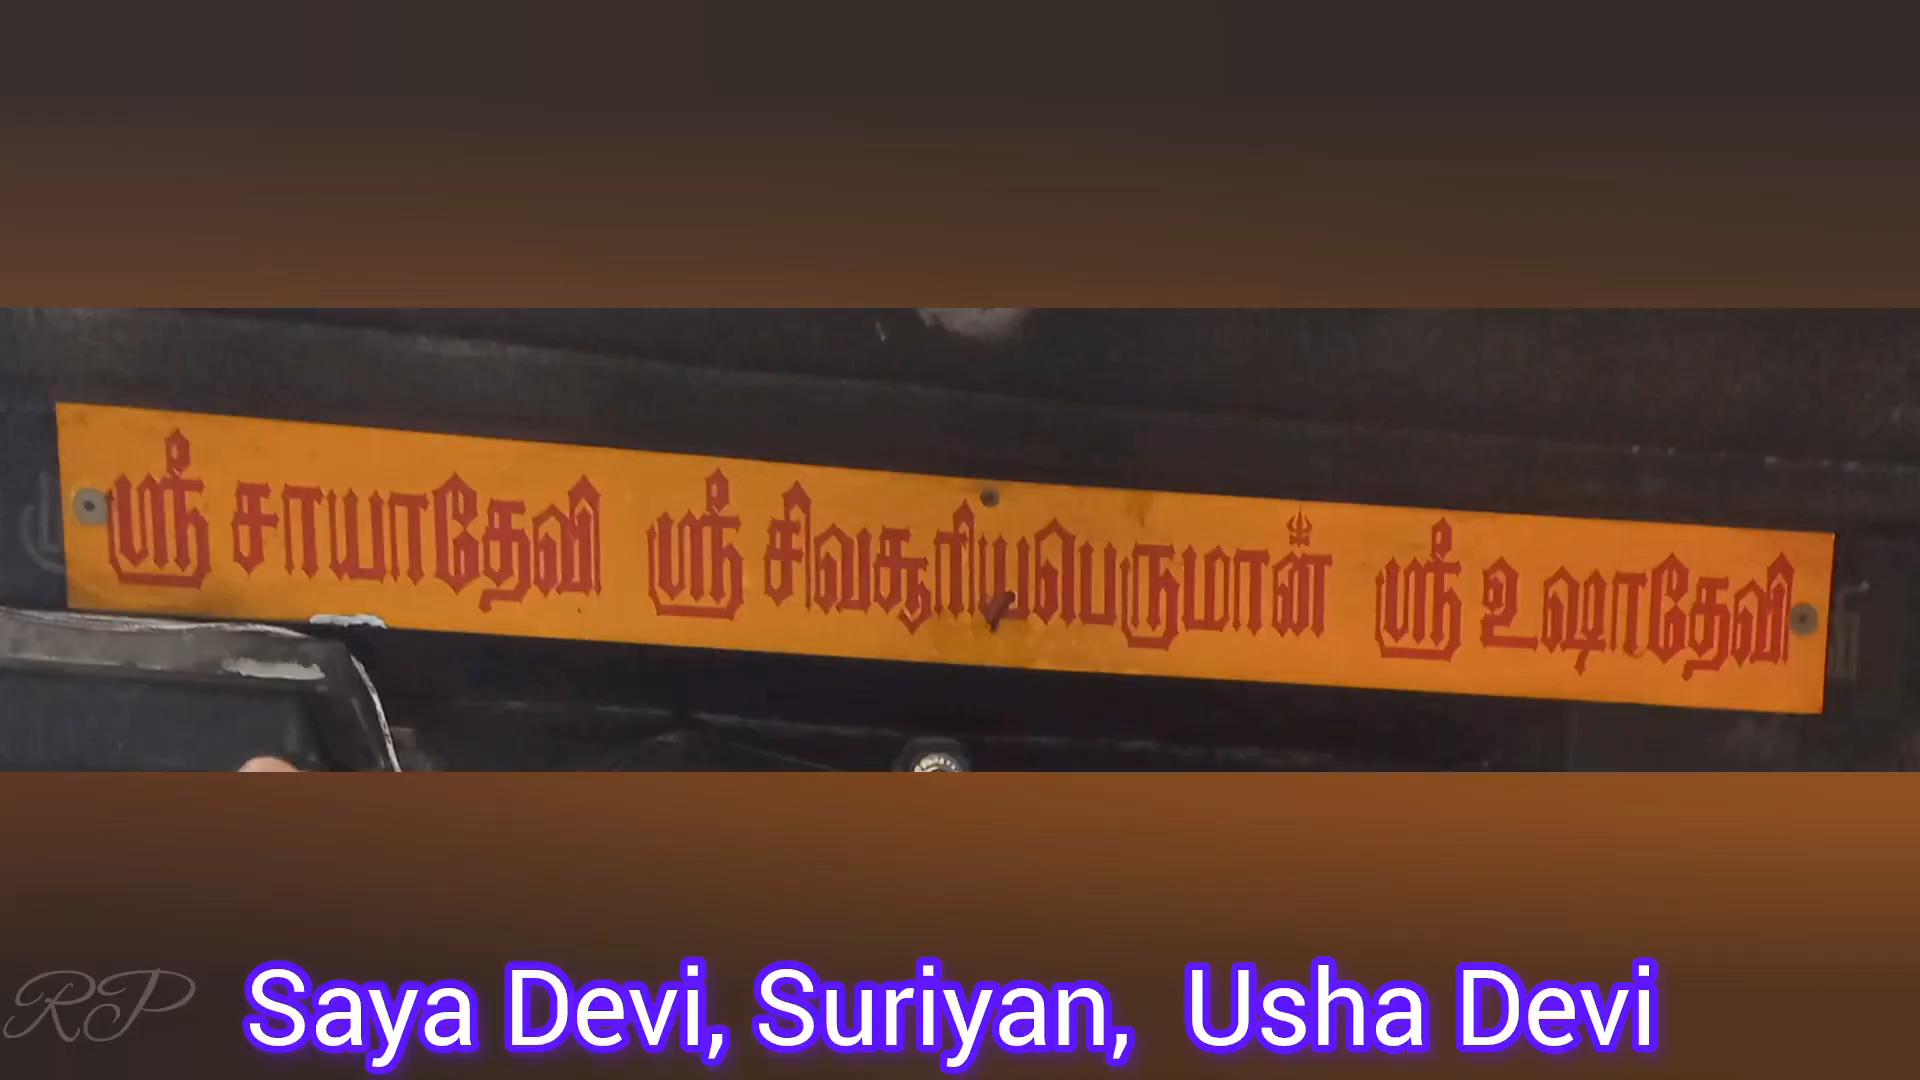 ஸ்ரீ சாயாதேவி ஸ்ரீ சிவசூரியபெருமான் ஸ்ரீ உஷாதேவி
RP Saya Devi, Suriyan, Usha Devi